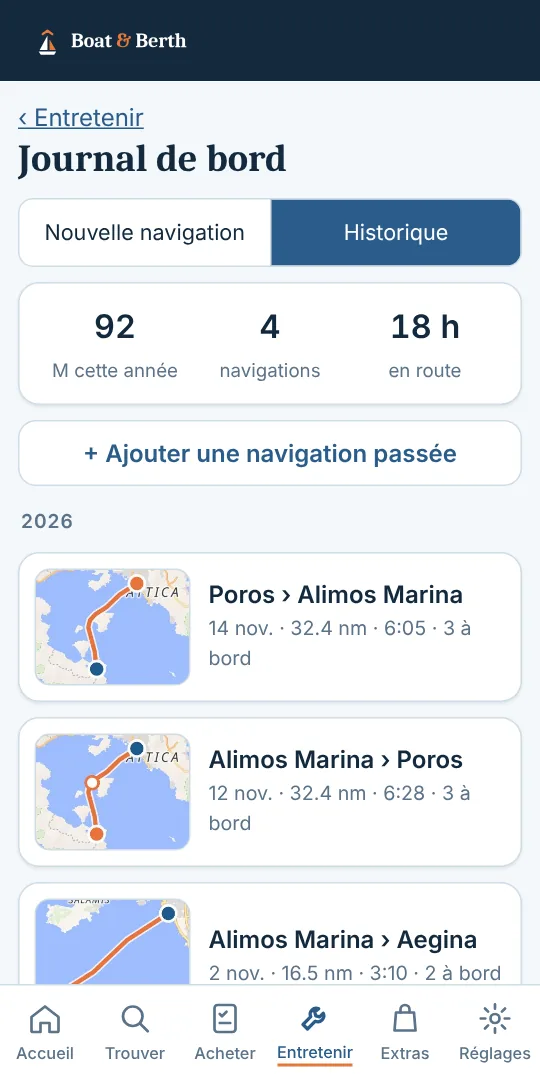 Boat & Berth
‹ Entretenir
Journal de bord
Nouvelle navigation
Historique
92
4
18 h
M cette année
navigations
en route
+ Ajouter une navigation passée
2026
ATTICA
Poros › Alimos Marina
14 nov. · 32.4 nm · 6:05 · 3 à
bord
ATTICA
Alimos Marina › Poros
12 nov. · 32.4 nm · 6:28 · 3 à
bord
SALAMIS
Alimos Marina › Aegina
2 nov. · 16.5 nm · 3:10 · 2 à bord
Accueil
Trouver
Acheter
Entretenir
Extras
Réglages